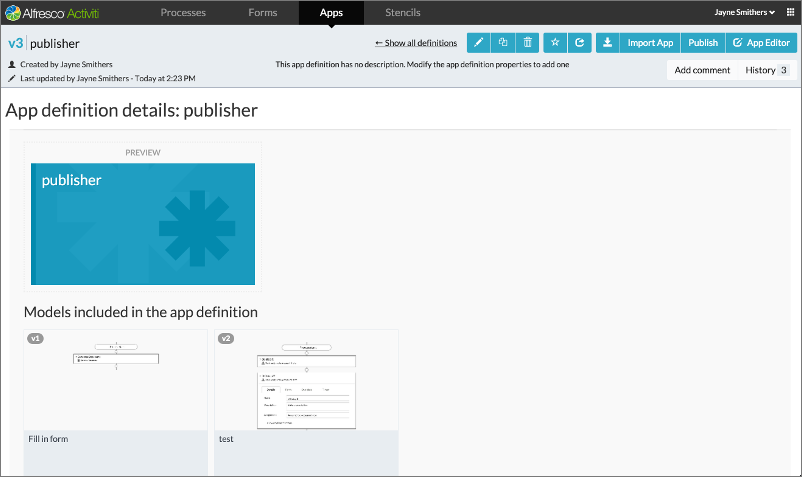 Alfresco Activiti
Processes
Forms
Apps
Stencils
Jayne Smithers
v3 publisher
← Show all definitions
Import App
Publish
App Editor
Created by Jayne Smithers
This app definition has no description. Modify the app definition properties to add one
Last updated by Jayne Smithers - Today at 2:23 PM
Add comment
History 3
App definition details: publisher
PREVIEW
publisher
Models included in the app definition
v1
v2
Fill in form
test